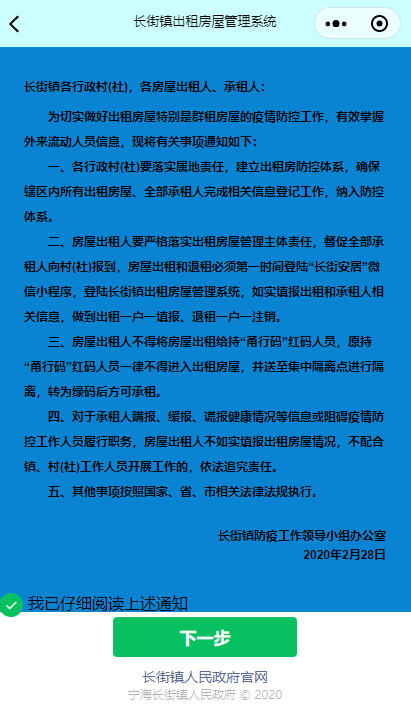 长街镇出租房屋管理系统
长街镇各行政村(社)，各房屋出租人、承租人：
为切实做好出租房屋特别是群租房屋的疫情防控工作，有效掌握
外来流动人员信息，现将有关事项通知如下：
一、各行政村(社)要落实属地责任，建立出租房防控体系，确保
辖区内所有出租房屋、全部承租人完成相关信息登记工作，纳入防控
体系。
二、房屋出租人要严格落实出租房屋管理主体责任，督促全部承
租人向村(社)报到，房屋出租和退租必须第一时间登陆“长街安居”微
信小程序，登陆长街镇出租房屋管理系统，如实填报出租和承租人相
关信息，做到出租一户一填报、退租一户一注销。
三、房屋出租人不得将房屋出租给持“甬行码”红码人员，原持
“甬行码”红码人员一律不得进入出租房屋，并送至集中隔离点进行隔
离，转为绿码后方可承租。
四、对于承租人瞒报、缓报、谎报健康情况等信息或阻碍疫情防
控工作人员履行职务，房屋出租人不如实填报出租房屋情况，不配合
镇、村(社)工作人员开展工作的，依法追究责任。
五、其他事项按照国家、省、市相关法律法规执行。
长街镇防疫工作领导小组办公室
2020年2月28日
我已仔细阅读上述通知
下一步
长街镇人民政府官网
宁海长街镇人民政府 © 2020